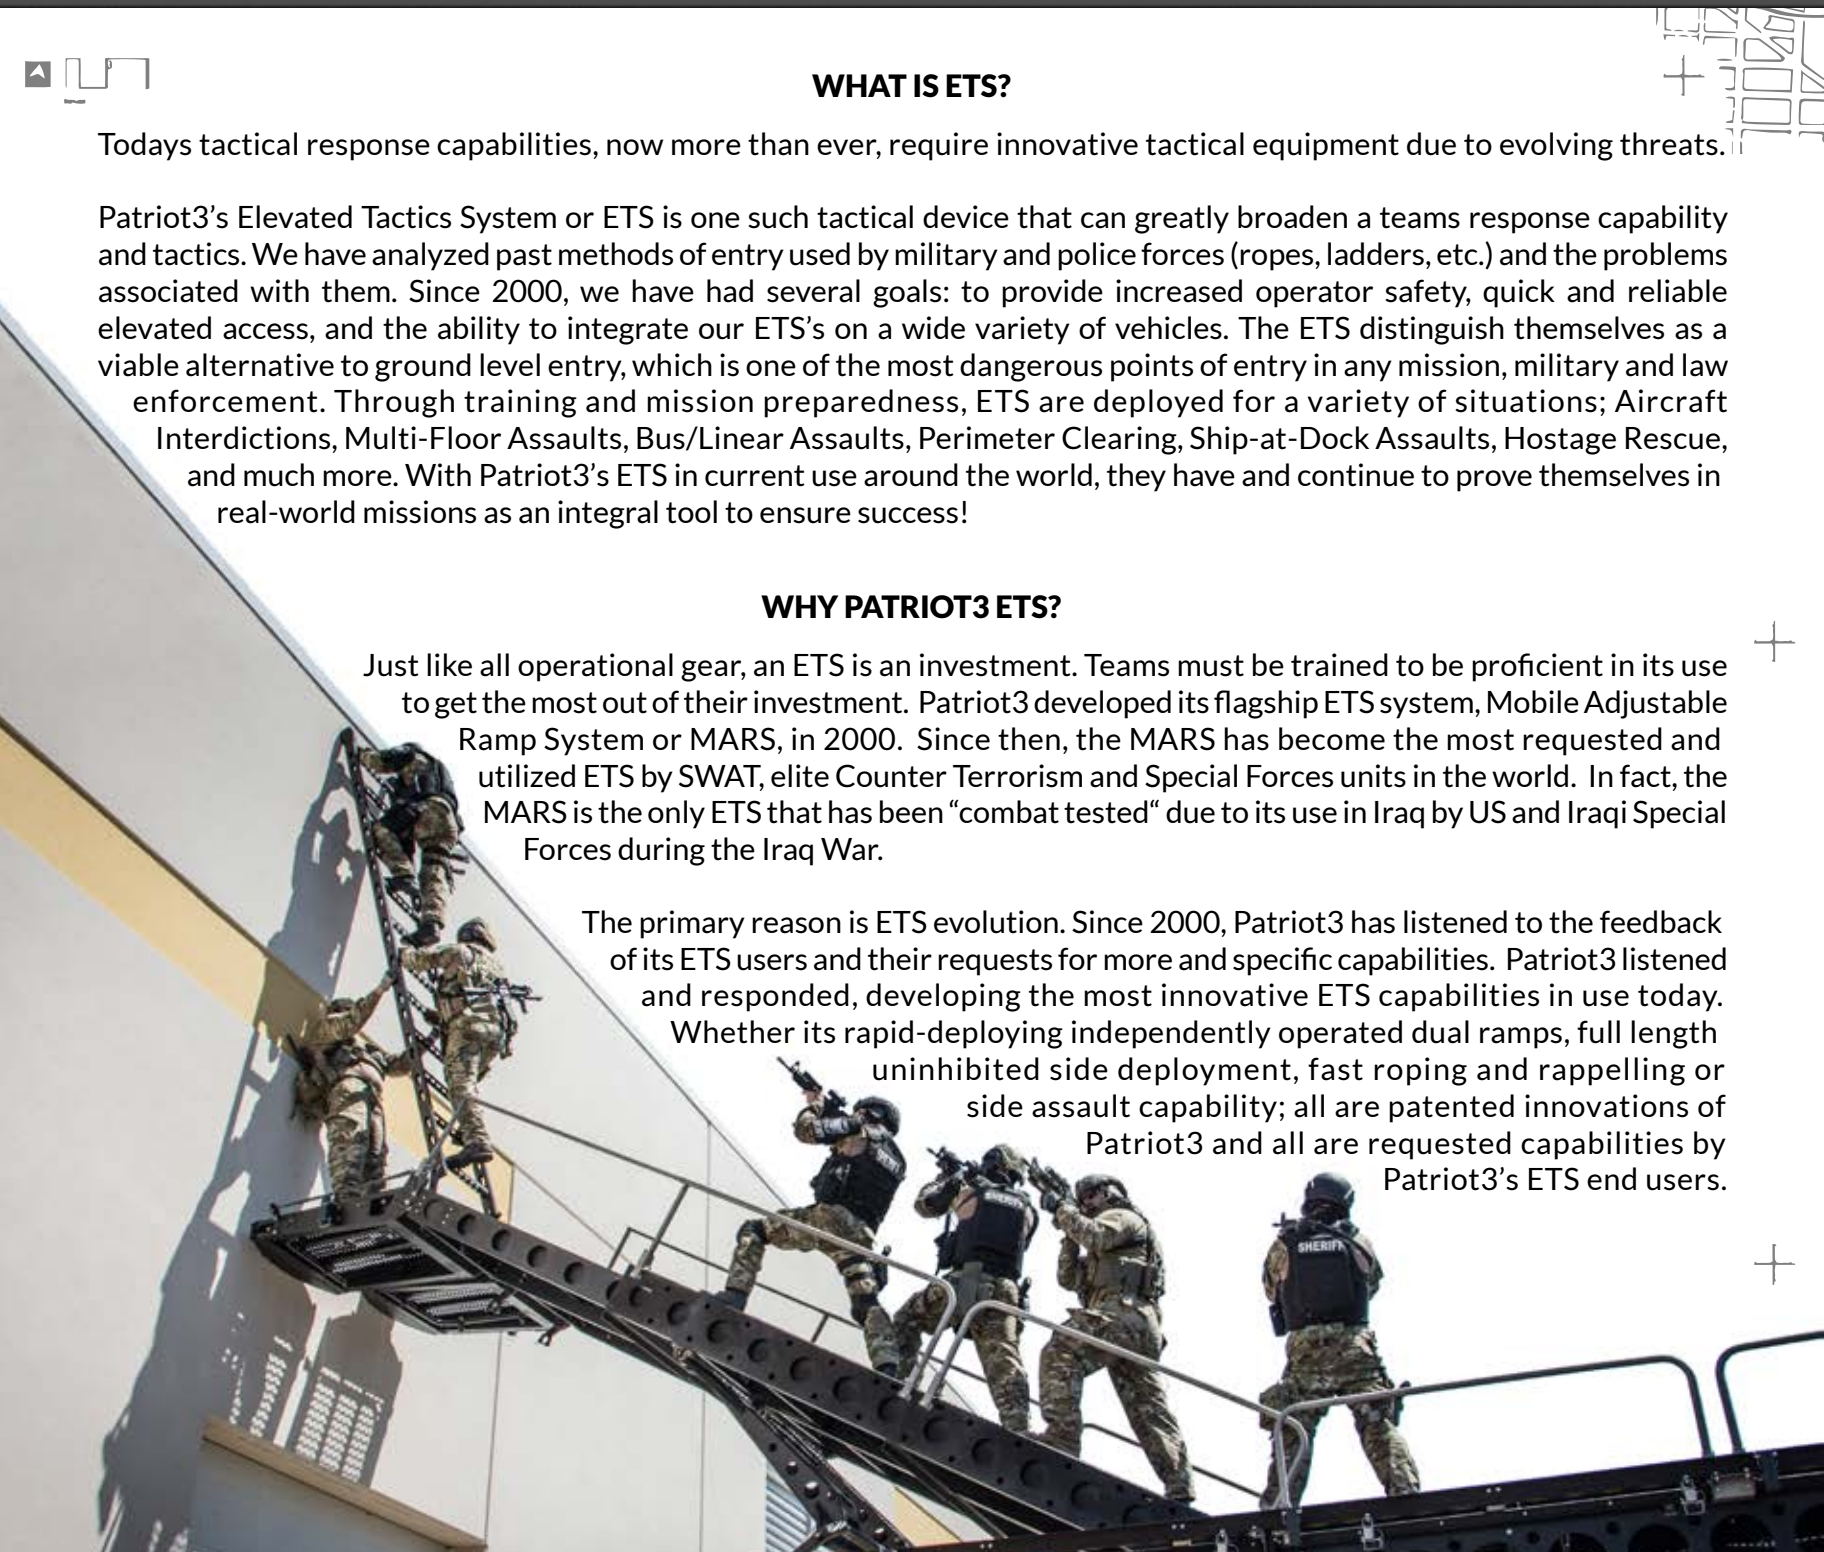 WHAT IS ETS?
Todays tactical response capabilities, now more than ever, require innovative tactical equipment due to evolving threats.
Patriot3’s Elevated Tactics System or ETS is one such tactical device that can greatly broaden a teams response capability
and tactics. We have analyzed past methods of entry used by military and police forces (ropes, ladders, etc.) and the problems
associated with them. Since 2000, we have had several goals: to provide increased operator safety, quick and reliable
elevated access, and the ability to integrate our ETS’s on a wide variety of vehicles. The ETS distinguish themselves as a
viable alternative to ground level entry, which is one of the most dangerous points of entry in any mission, military and law
enforcement. Through training and mission preparedness, ETS are deployed for a variety of situations; Aircraft
Interdictions, Multi-Floor Assaults, Bus/Linear Assaults, Perimeter Clearing, Ship-at-Dock Assaults, Hostage Rescue,
and much more. With Patriot3’s ETS in current use around the world, they have and continue to prove themselves in
real-world missions as an integral tool to ensure success!
WHY PATRIOT3 ETS?
Just like all operational gear, an ETS is an investment. Teams must be trained to be proficient in its use
to get the most out of their investment. Patriot3 developed its flagship ETS system, Mobile Adjustable
Ramp System or MARS, in 2000. Since then, the MARS has become the most requested and
utilized ETS by SWAT, elite Counter Terrorism and Special Forces units in the world. In fact, the
MARS is the only ETS that has been “combat tested“ due to its use in Iraq by US and Iraqi Special
Forces during the Iraq War.
The primary reason is ETS evolution. Since 2000, Patriot3 has listened to the feedback
of its ETS users and their requests for more and specific capabilities. Patriot3 listened
and responded, developing the most innovative ETS capabilities in use today.
Whether its rapid-deploying independently operated dual ramps, full length
uninhibited side deployment, fast roping and rappelling or
side assault capability; all are patented innovations of
Patriot3 and all are requested capabilities by
Patriot3’s ETS end users.
SHERIFF